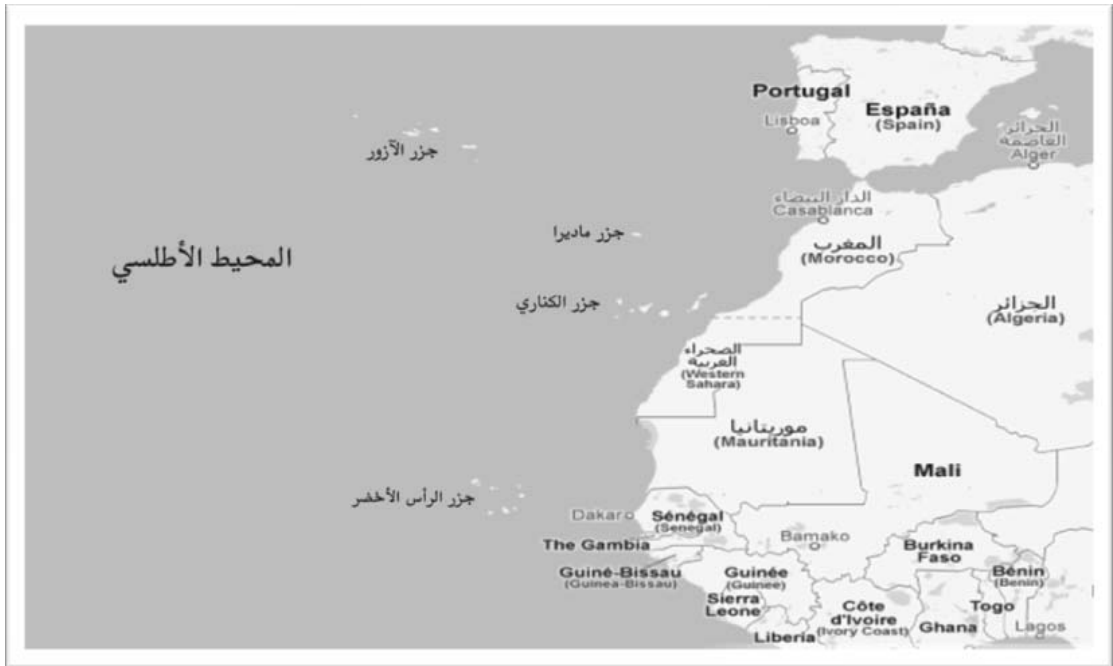 Portugal
Lisboa
España
(Spain)
الجزائر
العاصمة
Alger
جزر الآزور
الدار البيضاء
Casablanca
جزر ماديرا
المغرب
(Morocco)
المحيط الأطلسي
جزر الكناري
الجزائر
(Algeria)
الصحراء
الغربية
(Western
Sahara)
موريتانيا
(Mauritania)
Mali
جزر الرأس الأخضر
Dakar
Sénégal
(Senegal)
Bamako
The Gambia
Burkina
Faso
Guiné-Bissau
(Guinea-Bissau)
Guinée
(Guinee)
Bénin
(Benin)
Sierra
Leone
Côte
d'Ivoire
(Ivory Coast)
Togo
Ghana
Lagos
Liberia